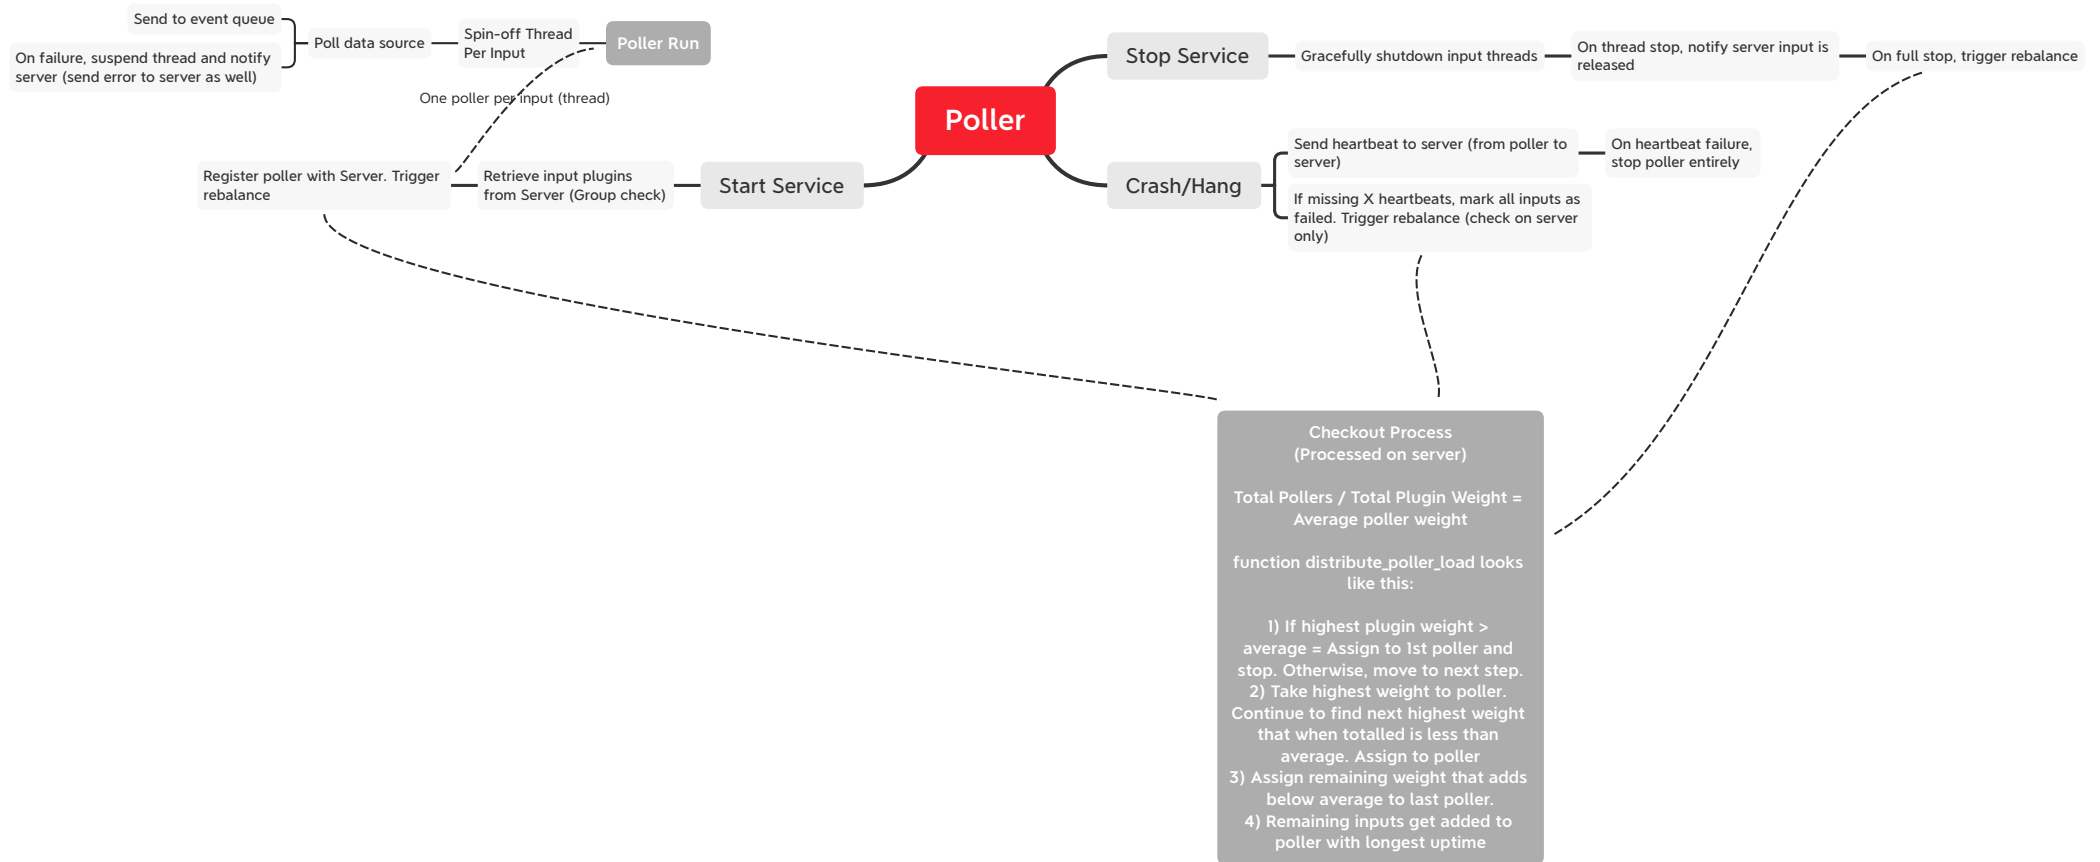 Send to event queue
On failure, suspend thread and notify
server (send error to server as well)
Poll data source
Spin-off Thread
Per Input
Poller Run
One poller per input (thread)
Register poller with Server. Trigger
rebalance
Retrieve input plugins
from Server (Group check)
Start Service
Poller
Stop Service
Gracefully shutdown input threads
On thread stop, notify server input is
released
On full stop, trigger rebalance
Crash/Hang
Send heartbeat to server (from poller to
server)
On heartbeat failure,
stop poller entirely
If missing X heartbeats, mark all inputs as
failed. Trigger rebalance (check on server
only)
Checkout Process
(Processed on server)
Total Pollers / Total Plugin Weight =
Average poller weight
function distribute_poller_load looks
like this:
1) If highest plugin weight >
average = Assign to 1st poller and
stop. Otherwise, move to next step.
2) Take highest weight to poller.
Continue to find next highest weight
that when totalled is less than
average. Assign to poller
3) Assign remaining weight that adds
below average to last poller.
4) Remaining inputs get added to
poller with longest uptime